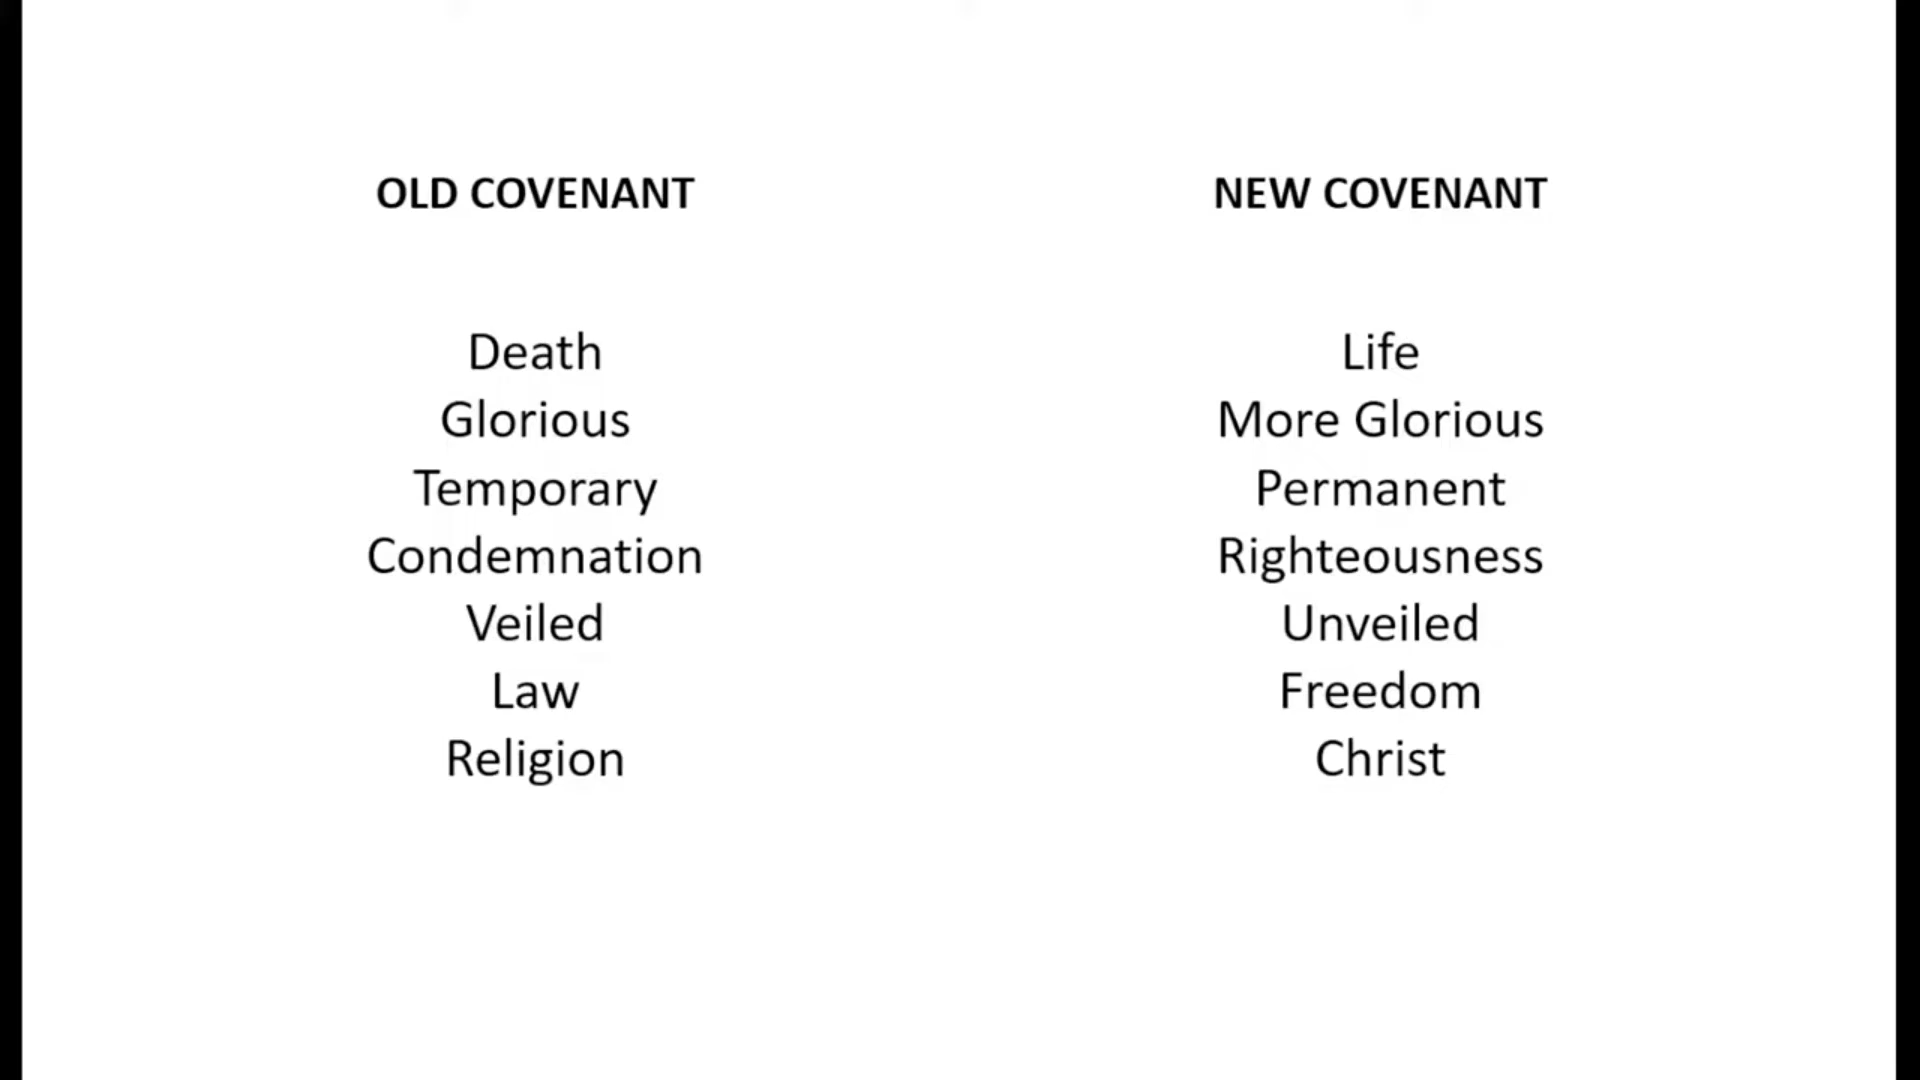 OLD COVENANT
Death
Glorious
Temporary
Condemnation
Veiled
Law
Religion
NEW COVENANT
Life
More Glorious
Permanent
Righteousness
Unveiled
Freedom
Christ